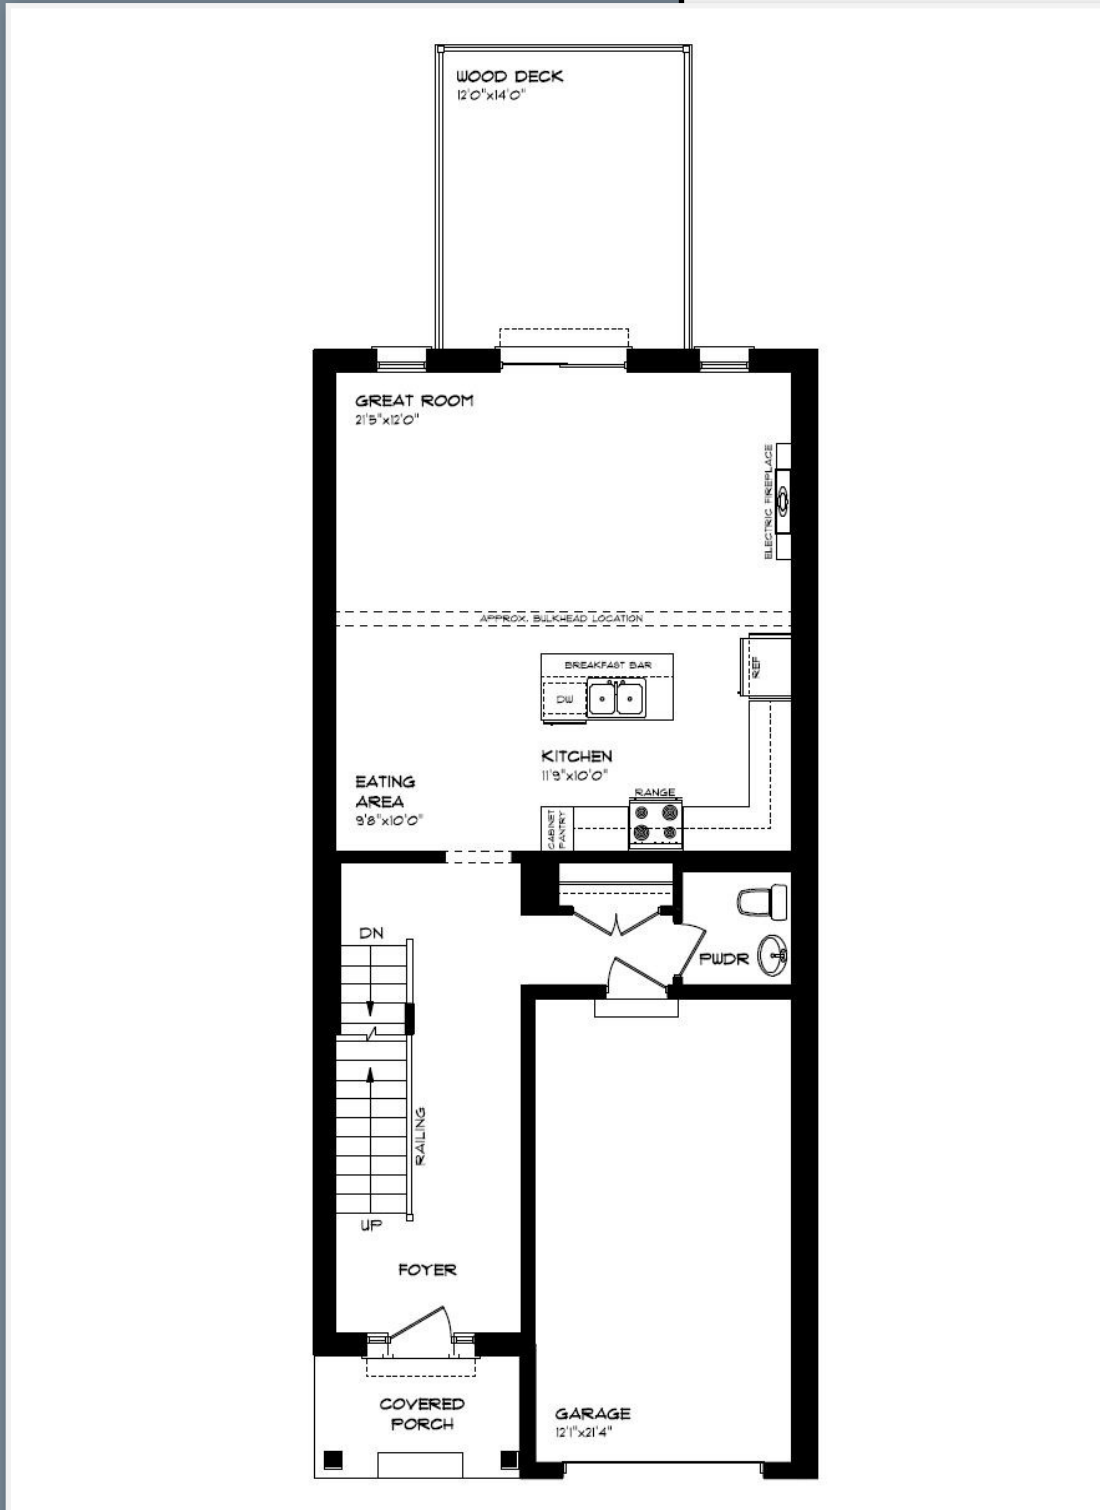 WOOD DECK
12'0"x14'0"
GREAT ROOM
21'5"x12'0"
ELECTRIC FIREPLACE
APPROX. BULKHEAD LOCATION
BREAKFAST BAR
REF
DW
KITCHEN
11'9"x10'0"
EATING
AREA
9'8"x10'0"
RANGE
CABINET
PANTRY
DN
PWDR
RAILING
UP
FOYER
COVERED
PORCH
GARAGE
12'1"x21'4"